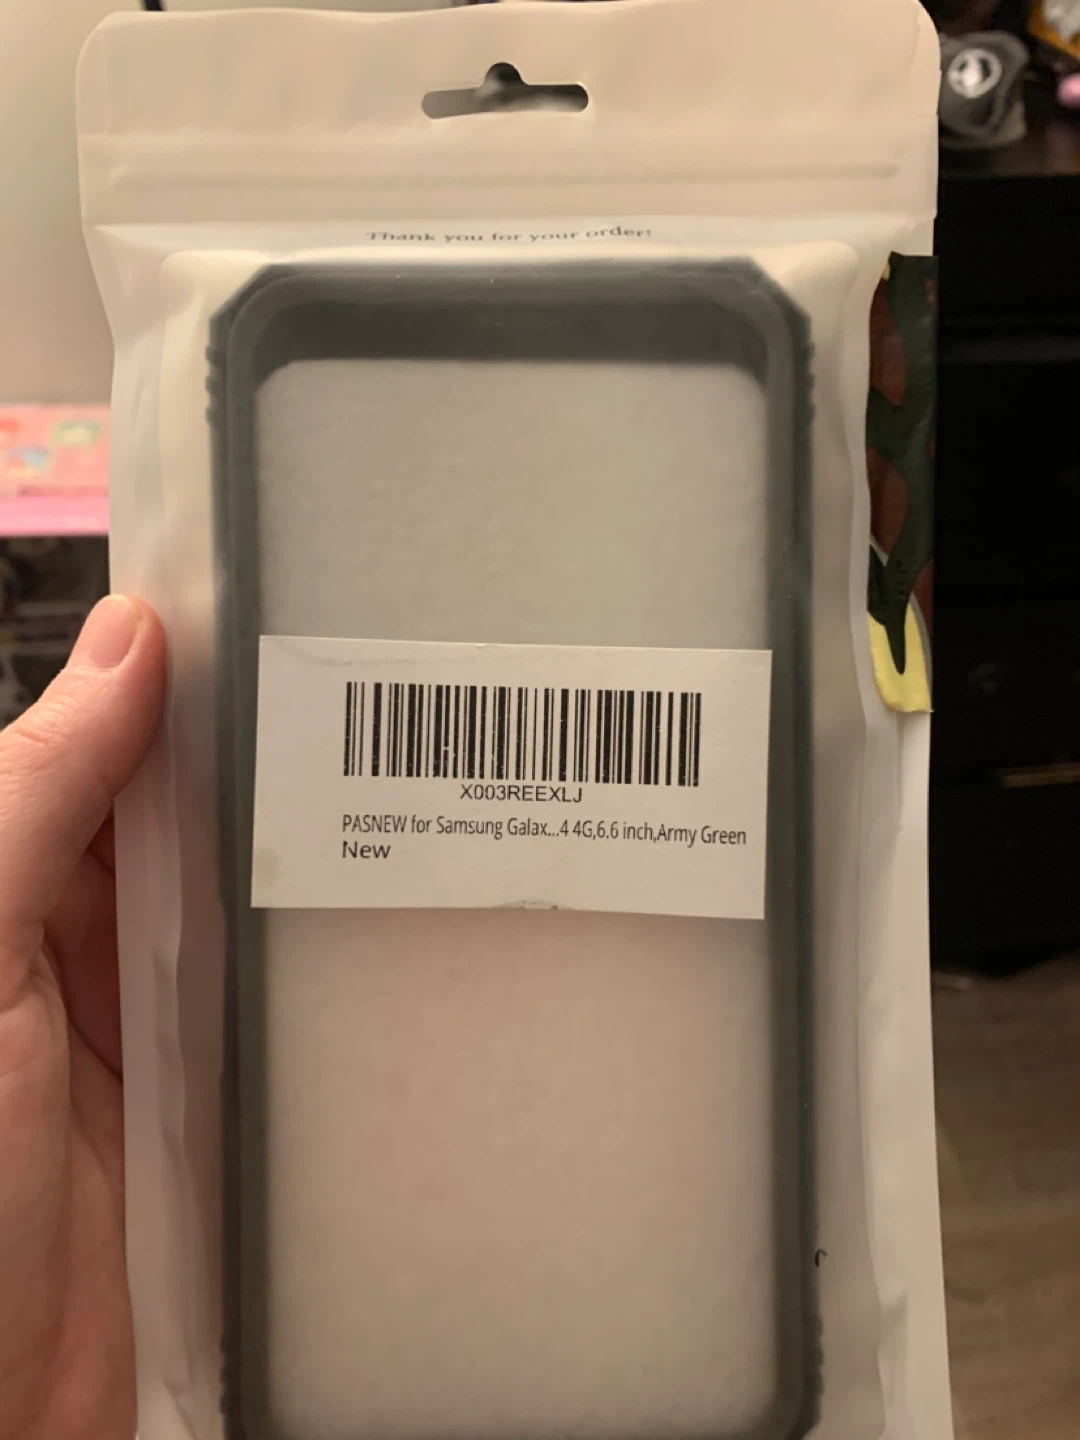 Thank you for your order!
X003REEXLJ
PASNEW for Samsung Galax...4 4G,6.6 inch,Army Green
New